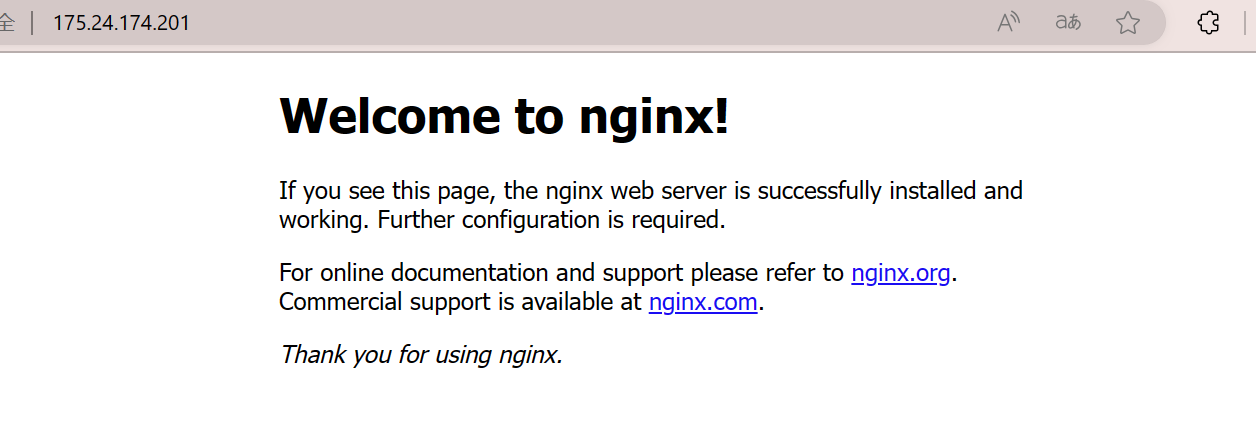 全 | 175.24.174.201 A aあ
Welcome to nginx!
If you see this page, the nginx web server is successfully installed and
working. Further configuration is required.
For online documentation and support please refer to nginx.org.
Commercial support is available at nginx.com.
Thank you for using nginx.